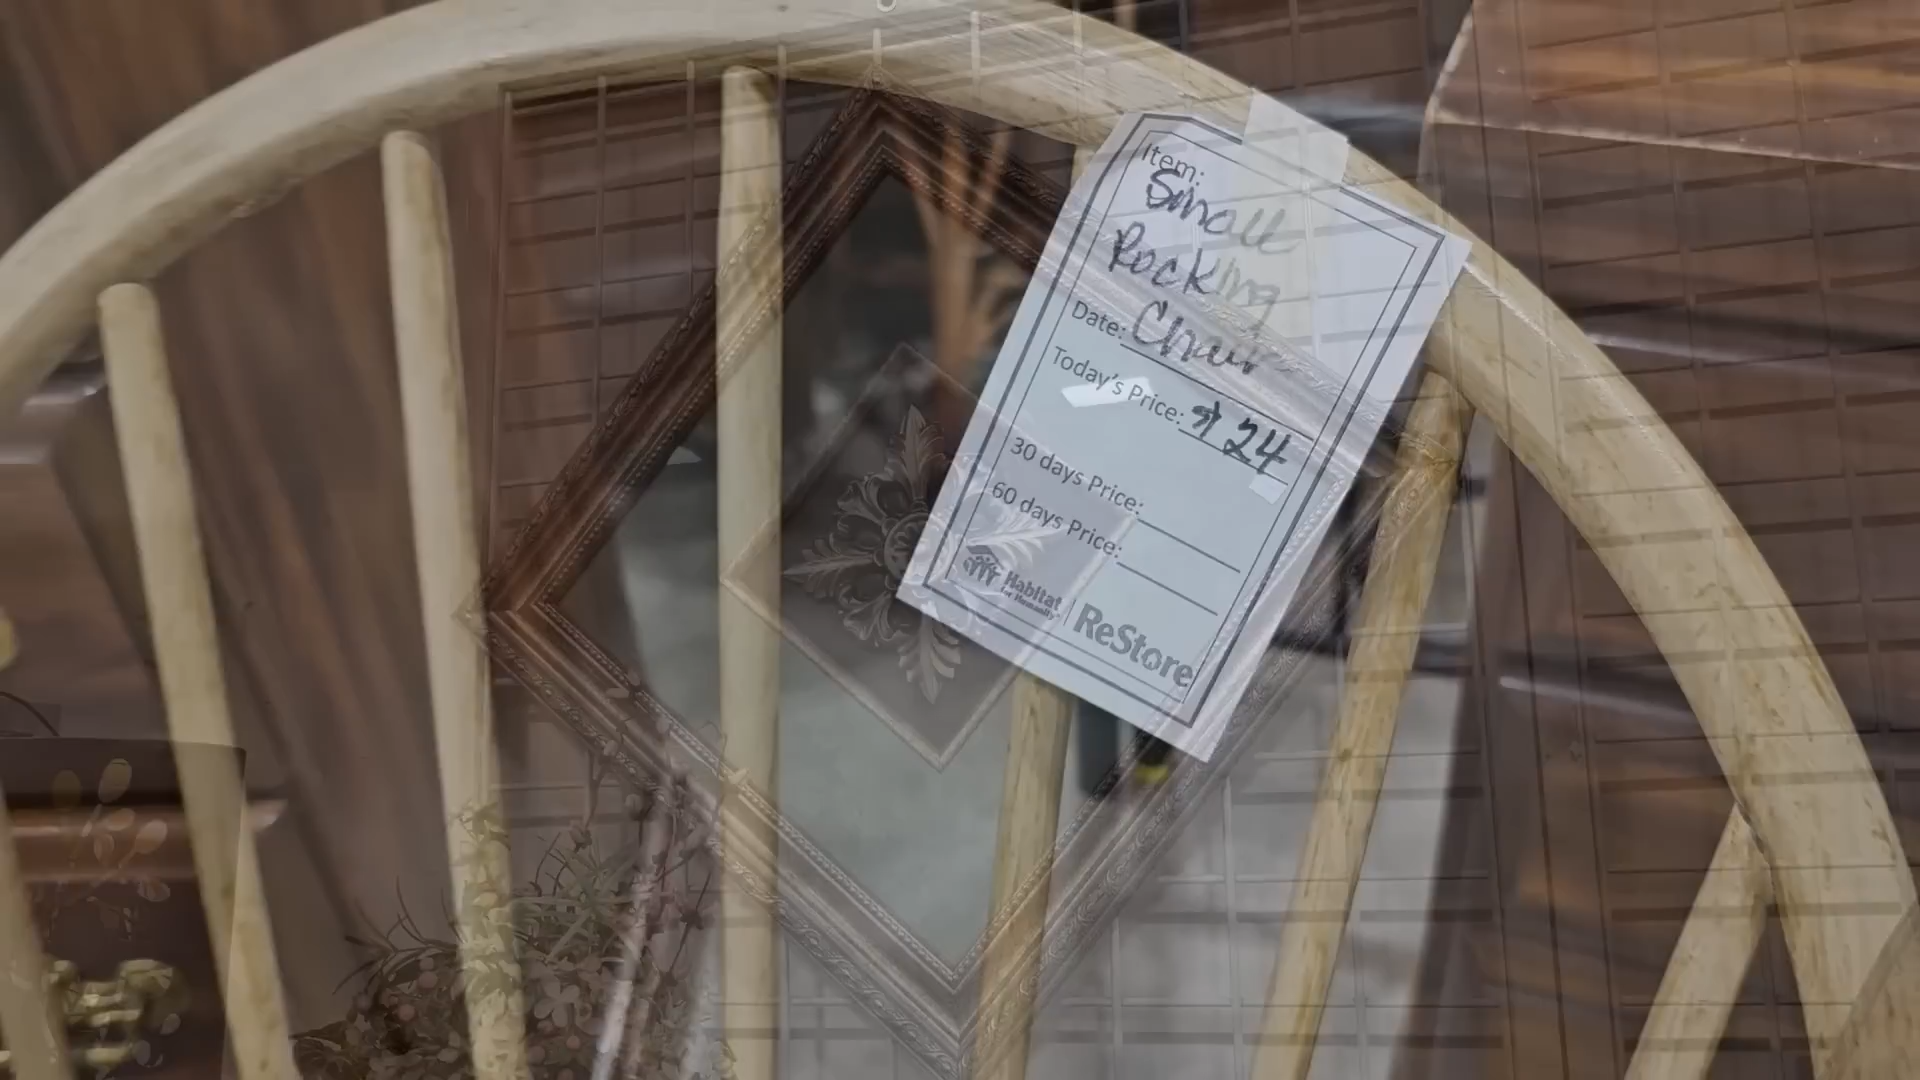 Item:
Small
Rocking
Date: Chair
Today's Price: $24
30 days Price:
60 days Price:
Habitat
for Humanity®
ReStore